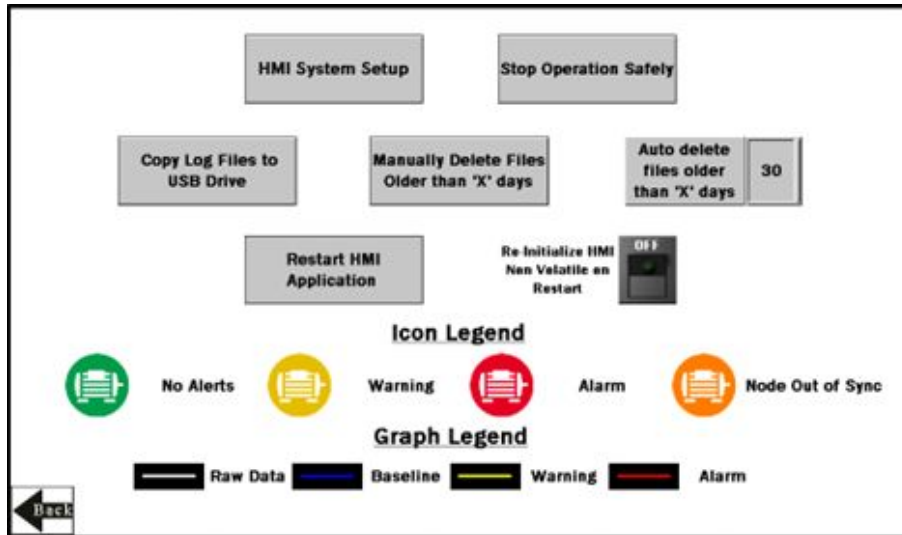 HMI System Setup
Stop Operation Safely
Copy Log Files to
USB Drive
Manually Delete Files
Older than 'X' days
Auto delete
files older
than 'X' days
30
Restart HMI
Application
Re-Initialize HMI
Non Volatile on
Restart
OFF
Icon Legend
No Alerts
Warning
Alarm
Node Out of Sync
Graph Legend
Raw Data
Baseline
Warning
Alarm
Back